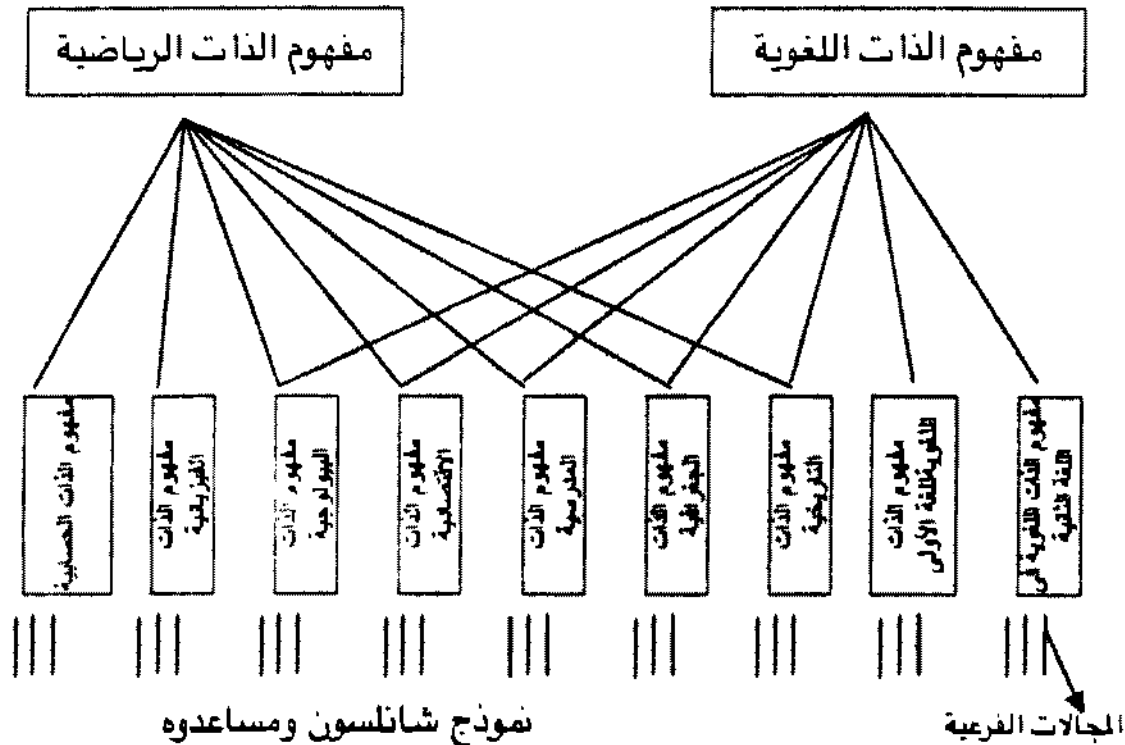 مفهوم الذات اللغوية
مفهوم الذات الرياضية
مفهوم الذات اللغوية فى
اللغة الثانية
مفهوم الذات
اللغوية للغة الأولى
مفهوم الذات
التاريخية
مفهوم الذات
الجغرافية
مفهوم الذات
المدرسية
مفهوم الذات
الاقتصادية
مفهوم الذات
البيولوجية
مفهوم الذات
الفيزيائية
مفهوم الذات الحسابية
المجالات الفرعية
نموذج شانلسون ومساعدوه